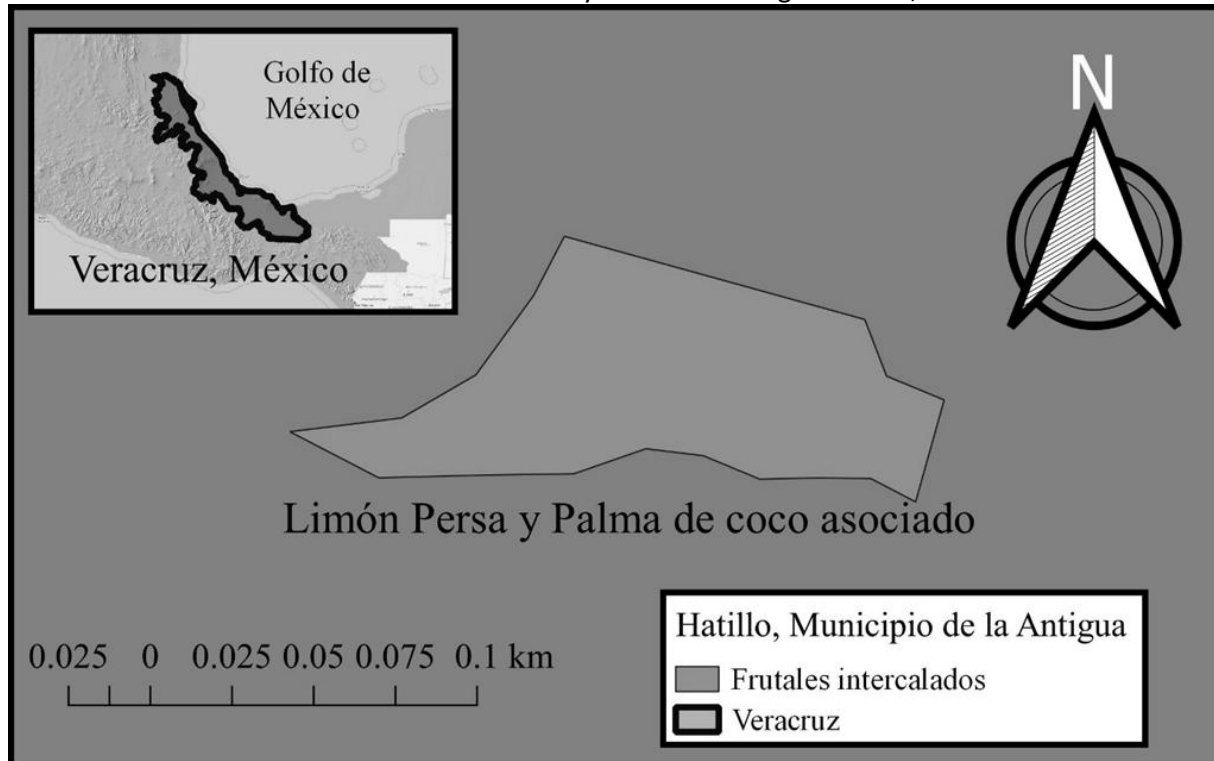 Golfo de
México
Veracruz, México
N
Limón Persa y Palma de coco asociado
0.025 0 0.025 0.05 0.075 0.1 km
Hatillo, Municipio de la Antigua
Frutales intercalados
Veracruz